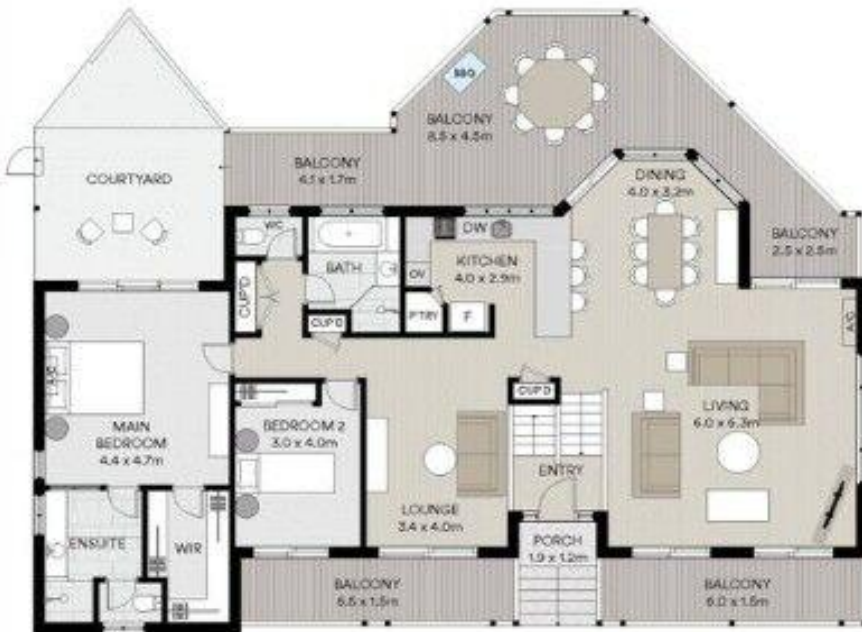 BBQ
BALCONY
8.5 x 4.5m
BALCONY
4.1 x 1.7m
COURTYARD
DINING
4.0 x 3.2m
BALCONY
2.5 x 2.5m
WC
DW
BATH
KITCHEN
4.0 x 2.9m
OV
CUP'D
CUP'D
P'TRY
F
A/C
A/C
CUP'D
MAIN
BEDROOM
4.4 x 4.7m
BEDROOM 2
3.0 x 4.0m
LIVING
6.0 x 6.3m
ENTRY
LOUNGE
3.4 x 4.0m
ENSUITE
WIR
PORCH
1.9 x 1.2m
BALCONY
6.5 x 1.5m
BALCONY
6.0 x 1.5m